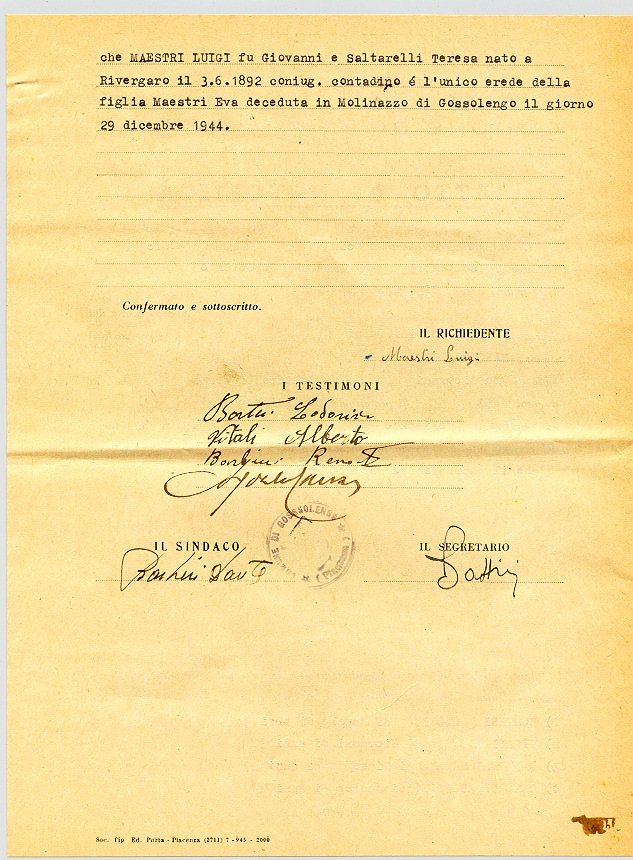 che MAESTRI LUIGI fu Giovanni e Saltarelli Teresa nato a
Rivergaro il 3.6.1892 coniug. contadino é l'unico erede della
figlia Maestri Eva deceduta in Molinazzo di Gossolengo il giorno
29 dicembre 1944.
Confermato e sottoscritto.
IL RICHIEDENTE
Maestri Luigi
I TESTIMONI
Vitali Alberto
IL SINDACO
IL SEGRETARIO
Soc. Tip Ed. Porta - Piacenza (2711) 7 - 945 - 2000